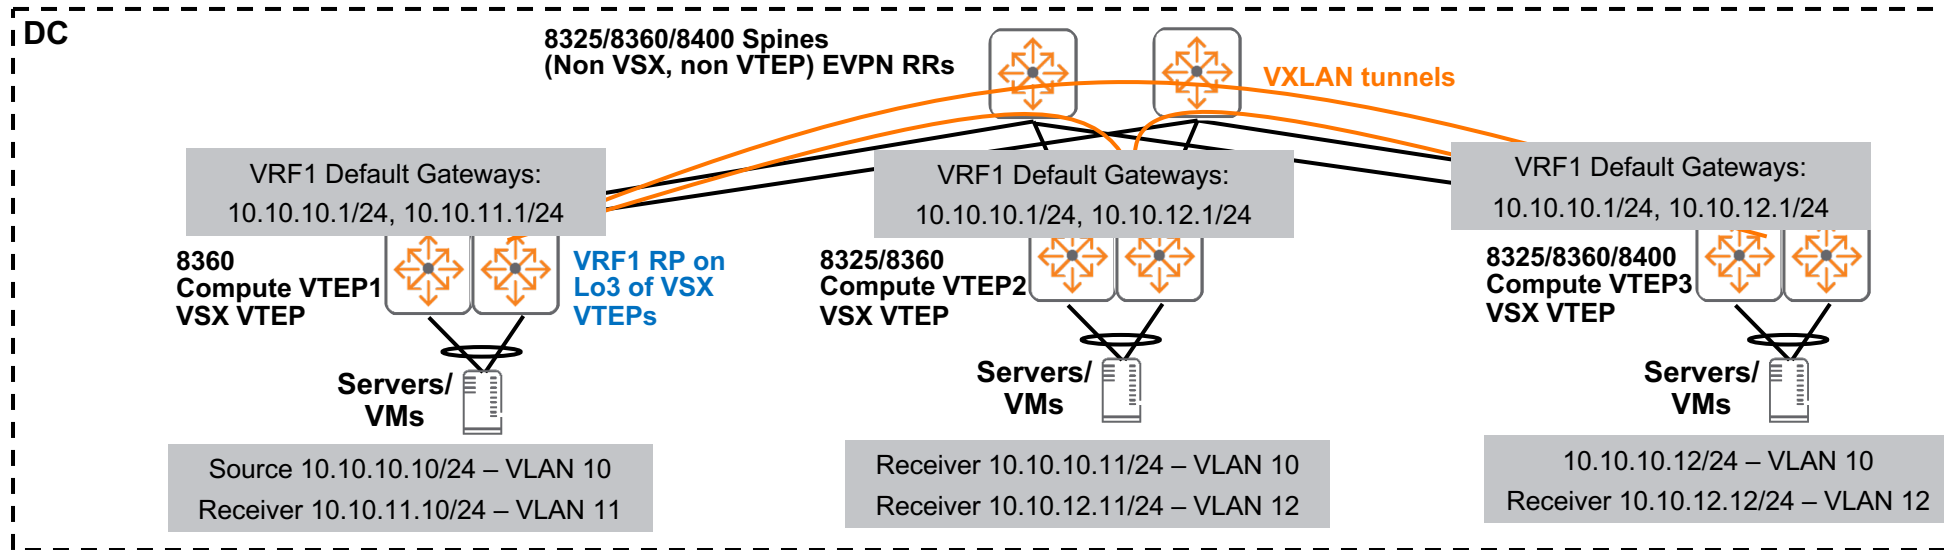 DC
8325/8360/8400 Spines
(Non VSX, non VTEP) EVPN RRs
VXLAN tunnels
VRF1 Default Gateways:
10.10.10.1/24, 10.10.11.1/24
VRF1 Default Gateways:
10.10.10.1/24, 10.10.12.1/24
VRF1 Default Gateways:
10.10.10.1/24, 10.10.12.1/24
8360
Compute VTEP1
VSX VTEP
VRF1 RP on
Lo3 of VSX
VTEPs
8325/8360
Compute VTEP2
VSX VTEP
8325/8360/8400
Compute VTEP3
VSX VTEP
Servers/
VMs
Servers/
VMs
Servers/
VMs
Source 10.10.10.10/24 – VLAN 10
Receiver 10.10.11.10/24 – VLAN 11
Receiver 10.10.10.11/24 – VLAN 10
Receiver 10.10.12.11/24 – VLAN 12
10.10.10.12/24 – VLAN 10
Receiver 10.10.12.12/24 – VLAN 12